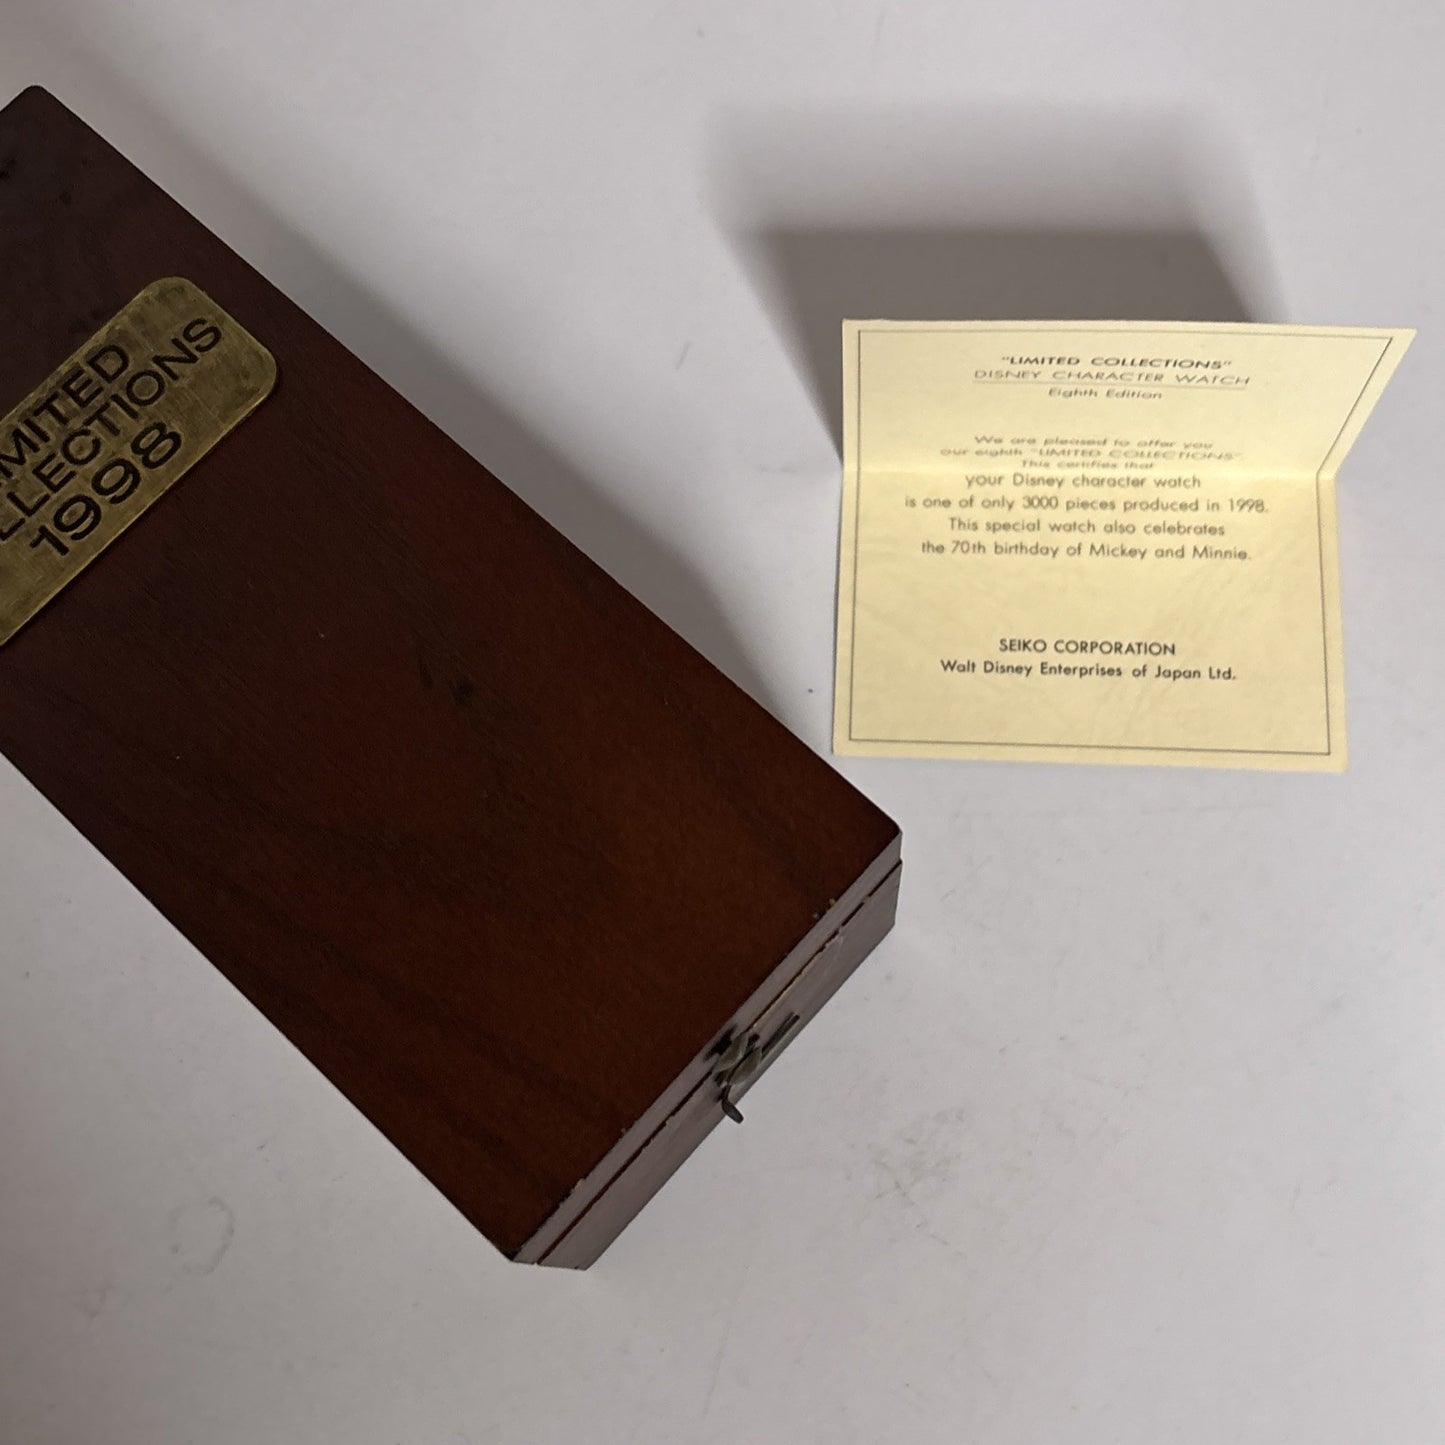 LIMITED
LLECTIONS
1998
"LIMITED COLLECTIONS"
DISNEY CHARACTER WATCH
Eighth Edition
We are pleased to offer you
our eighth "LIMITED COLLECTIONS".
This certifies that
your Disney character watch
is one of only 3000 pieces produced in 1998.
This special watch also celebrates
the 70th birthday of Mickey and Minnie.
SEIKO CORPORATION
Walt Disney Enterprises of Japan Ltd.